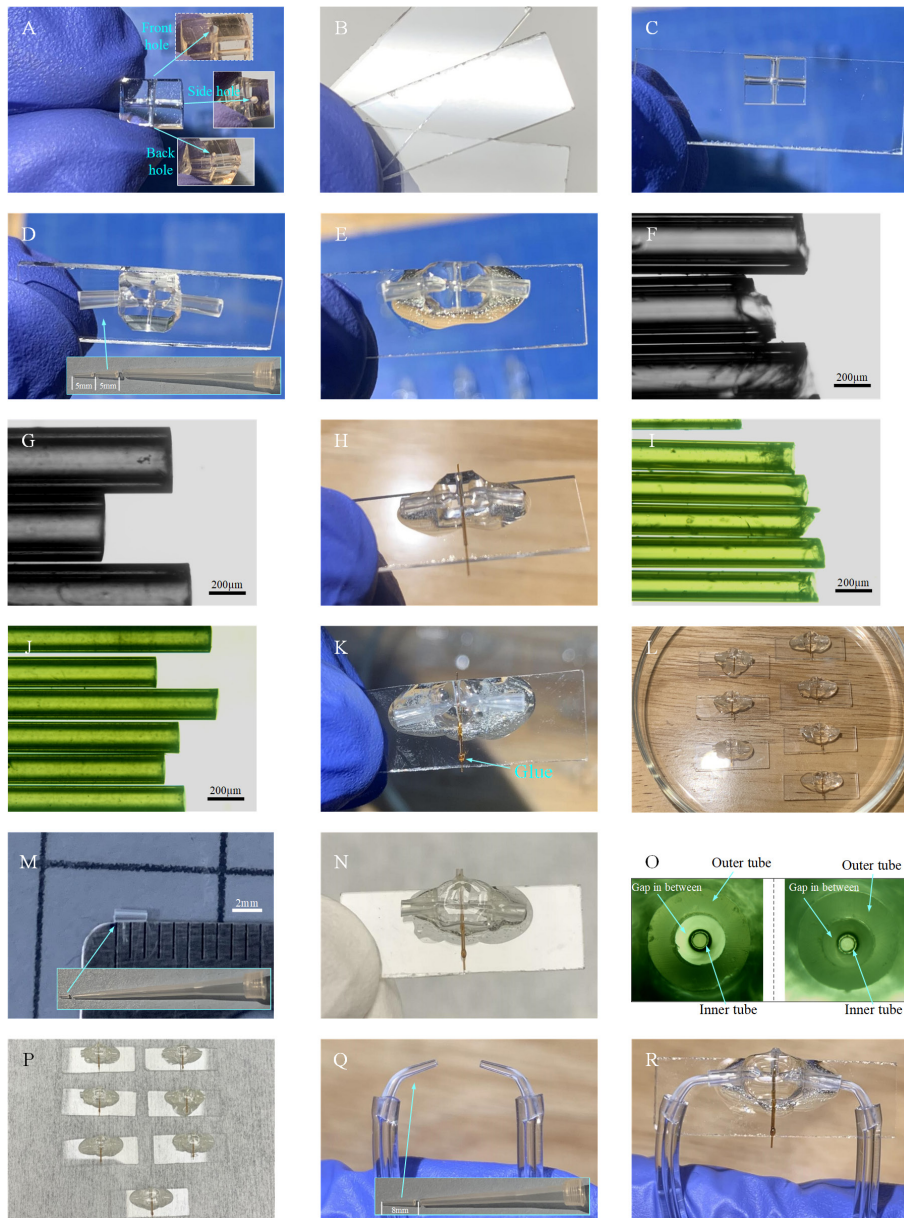 A
Front
hole
Side hole
Back
hole
B
C
D
5mm
5mm
E
F
200μm
G
200μm
H
I
200μm
J
200μm
K
Glue
L
M
2mm
N
O
Outer tube
Gap in between
Inner tube
Outer tube
Gap in between
Inner tube
P
Q
8mm
R